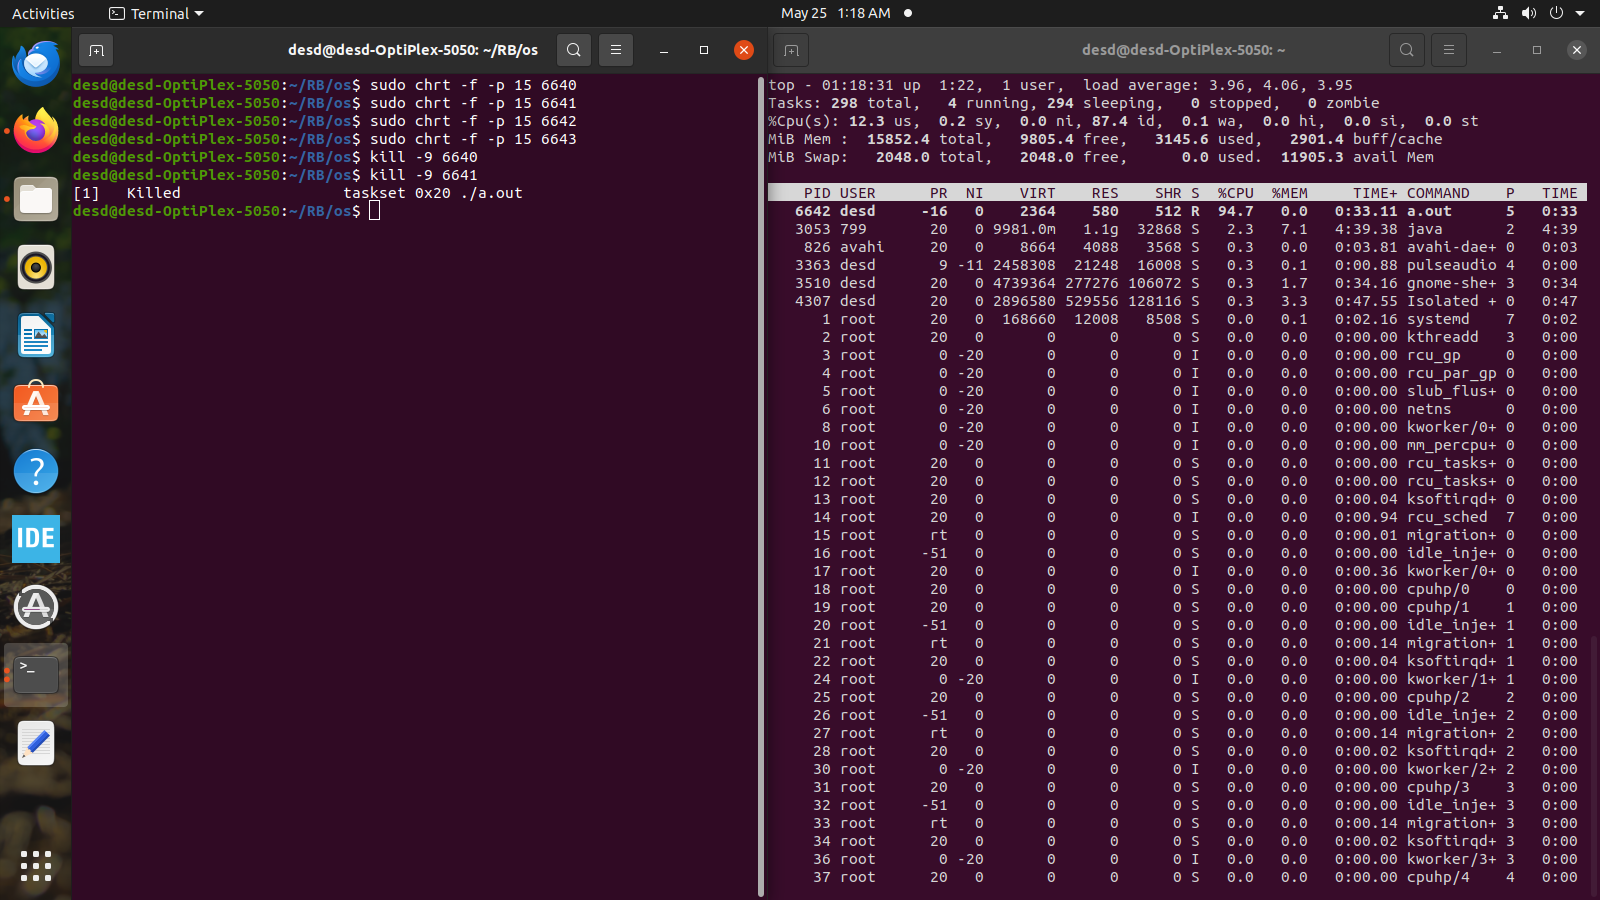 Activities
Terminal
May 25 1:18 AM
desd@desd-OptiPlex-5050: ~/RB/os
desd@desd-OptiPlex-5050:~/RB/os$ sudo chrt -f -p 15 6640
desd@desd-OptiPlex-5050:~/RB/os$ sudo chrt -f -p 15 6641
desd@desd-OptiPlex-5050:~/RB/os$ sudo chrt -f -p 15 6642
desd@desd-OptiPlex-5050:~/RB/os$ sudo chrt -f -p 15 6643
desd@desd-OptiPlex-5050:~/RB/os$ kill -9 6640
desd@desd-OptiPlex-5050:~/RB/os$ kill -9 6641
[1]   Killed                  taskset 0x20 ./a.out
desd@desd-OptiPlex-5050:~/RB/os$
IDE
desd@desd-OptiPlex-5050: ~
top - 01:18:31 up  1:22,  1 user,  load average: 3.96, 4.06, 3.95
Tasks: 298 total,   4 running, 294 sleeping,   0 stopped,   0 zombie
%Cpu(s): 12.3 us,  0.2 sy,  0.0 ni, 87.4 id,  0.1 wa,  0.0 hi,  0.0 si,  0.0 st
MiB Mem :  15852.4 total,   9805.4 free,   3145.6 used,   2901.4 buff/cache
MiB Swap:   2048.0 total,   2048.0 free,      0.0 used.  11905.3 avail Mem
PID USER PR NI VIRT RES SHR S %CPU %MEM TIME+ COMMAND P TIME
6642 desd -16 0 2364 580 512 R 94.7 0.0 0:33.11 a.out 5 0:33
3053 799 20 0 9981.0m 1.1g 32868 S 2.3 7.1 4:39.38 java 2 4:39
826 avahi 20 0 8664 4088 3568 S 0.3 0.0 0:03.81 avahi-dae+ 0 0:03
3363 desd 9 -11 2458308 21248 16008 S 0.3 0.1 0:00.88 pulseaudio 4 0:00
3510 desd 20 0 4739364 277276 106072 S 0.3 1.7 0:34.16 gnome-she+ 3 0:34
4307 desd 20 0 2896580 529556 128116 S 0.3 3.3 0:47.55 Isolated + 0 0:47
1 root 20 0 168660 12008 8508 S 0.0 0.1 0:02.16 systemd 7 0:02
2 root 20 0 0 0 0 S 0.0 0.0 0:00.00 kthreadd 3 0:00
3 root 0 -20 0 0 0 I 0.0 0.0 0:00.00 rcu_gp 0 0:00
4 root 0 -20 0 0 0 I 0.0 0.0 0:00.00 rcu_par_gp 0 0:00
5 root 0 -20 0 0 0 I 0.0 0.0 0:00.00 slub_flus+ 0 0:00
6 root 0 -20 0 0 0 I 0.0 0.0 0:00.00 netns 0 0:00
8 root 0 -20 0 0 0 I 0.0 0.0 0:00.00 kworker/0+ 0 0:00
10 root 0 -20 0 0 0 I 0.0 0.0 0:00.00 mm_percpu+ 0 0:00
11 root 20 0 0 0 0 S 0.0 0.0 0:00.00 rcu_tasks+ 0 0:00
12 root 20 0 0 0 0 S 0.0 0.0 0:00.00 rcu_tasks+ 0 0:00
13 root 20 0 0 0 0 S 0.0 0.0 0:00.04 ksoftirqd+ 0 0:00
14 root 20 0 0 0 0 I 0.0 0.0 0:00.94 rcu_sched 7 0:00
15 root rt 0 0 0 0 S 0.0 0.0 0:00.01 migration+ 0 0:00
16 root -51 0 0 0 0 S 0.0 0.0 0:00.00 idle_inje+ 0 0:00
17 root 20 0 0 0 0 I 0.0 0.0 0:00.36 kworker/0+ 0 0:00
18 root 20 0 0 0 0 S 0.0 0.0 0:00.00 cpuhp/0 0 0:00
19 root 20 0 0 0 0 S 0.0 0.0 0:00.00 cpuhp/1 1 0:00
20 root -51 0 0 0 0 S 0.0 0.0 0:00.00 idle_inje+ 1 0:00
21 root rt 0 0 0 0 S 0.0 0.0 0:00.14 migration+ 1 0:00
22 root 20 0 0 0 0 S 0.0 0.0 0:00.04 ksoftirqd+ 1 0:00
24 root 0 -20 0 0 0 I 0.0 0.0 0:00.00 kworker/1+ 1 0:00
25 root 20 0 0 0 0 S 0.0 0.0 0:00.00 cpuhp/2 2 0:00
26 root -51 0 0 0 0 S 0.0 0.0 0:00.00 idle_inje+ 2 0:00
27 root rt 0 0 0 0 S 0.0 0.0 0:00.14 migration+ 2 0:00
28 root 20 0 0 0 0 S 0.0 0.0 0:00.02 ksoftirqd+ 2 0:00
30 root 0 -20 0 0 0 I 0.0 0.0 0:00.00 kworker/2+ 2 0:00
31 root 20 0 0 0 0 S 0.0 0.0 0:00.00 cpuhp/3 3 0:00
32 root -51 0 0 0 0 S 0.0 0.0 0:00.00 idle_inje+ 3 0:00
33 root rt 0 0 0 0 S 0.0 0.0 0:00.14 migration+ 3 0:00
34 root 20 0 0 0 0 S 0.0 0.0 0:00.02 ksoftirqd+ 3 0:00
36 root 0 -20 0 0 0 I 0.0 0.0 0:00.00 kworker/3+ 3 0:00
37 root 20 0 0 0 0 S 0.0 0.0 0:00.00 cpuhp/4 4 0:00